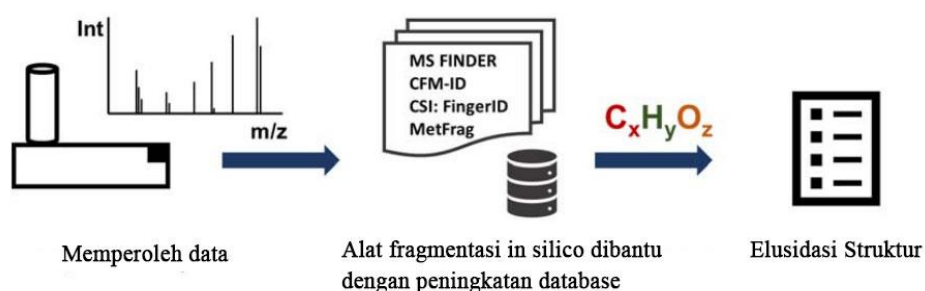 Int
m/z
MS FINDER
CFM-ID
CSI: FingerID
MetFrag
CxHyOz
Memperoleh data
Alat fragmentasi in silico dibantu
dengan peningkatan database
Elusidasi Struktur